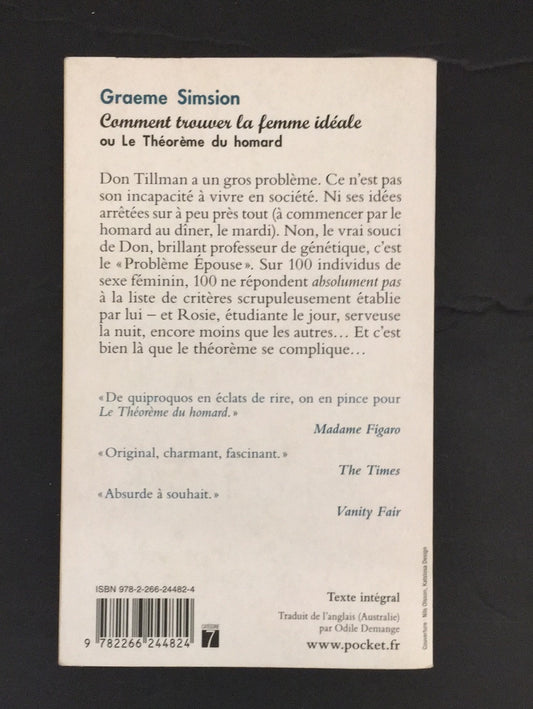 Graeme Simsion
Comment trouver la femme idéale
ou Le Théorème du homard
Don Tillman a un gros problème. Ce n'est pas
son incapacité à vivre en société. Ni ses idées
arrêtées sur à peu près tout (à commencer par le
homard au dîner, le mardi). Non, le vrai souci
de Don, brillant professeur de génétique, c'est
le « Problème Épouse ». Sur 100 individus de
sexe féminin, 100 ne répondent absolument pas
à la liste de critères scrupuleusement établie
par lui – et Rosie, étudiante le jour, serveuse
la nuit, encore moins que les autres… Et c'est
bien là que le théorème se complique…
« De quiproquos en éclats de rire, on en pince pour
Le Théorème du homard. »
Madame Figaro
« Original, charmant, fascinant. »
The Times
« Absurde à souhait. »
Vanity Fair
ISBN 978-2-266-24482-4
9 782266 244824
CATÉGORIE
7
Texte intégral
Traduit de l'anglais (Australie)
par Odile Demange
www.pocket.fr
Couverture : Nils Olsson, Kataloga Design